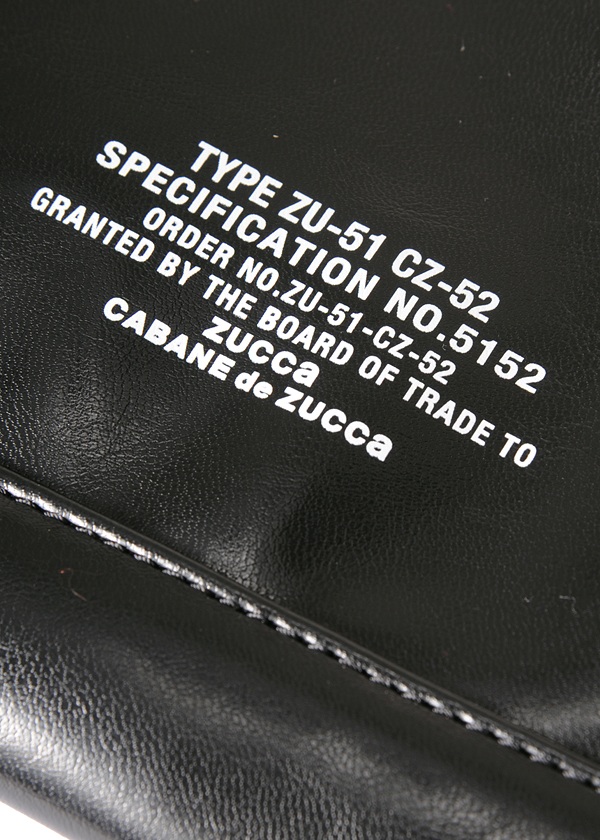 TYPE ZU-51 CZ-52
SPECIFICATION NO.5152
ORDER NO.ZU-51-CZ-52
GRANTED BY THE BOARD OF TRADE TO
ZUCCa
CABANE de ZUCCa